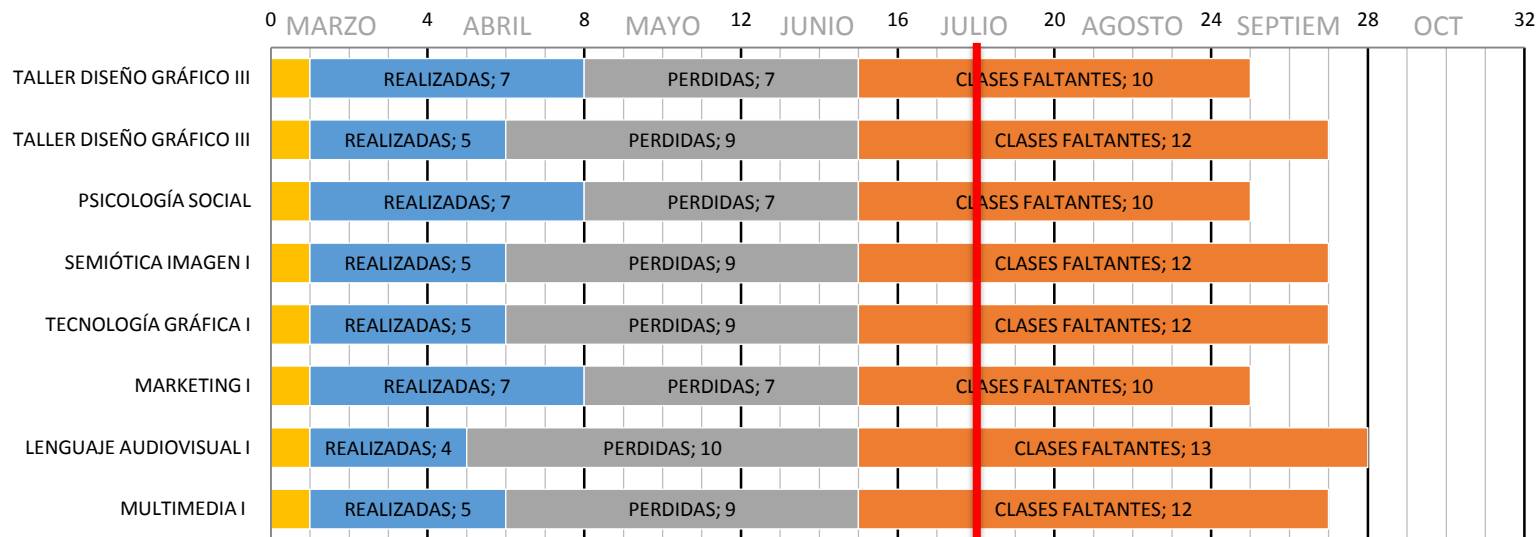 0 MARZO 4 ABRIL 8 MAYO 12 JUNIO 16 JULIO 20 AGOSTO 24 SEPTIEM 28 OCT 32
TALLER DISEÑO GRÁFICO III REALIZADAS; 7 PERDIDAS; 7 CLASES FALTANTES; 10
TALLER DISEÑO GRÁFICO III REALIZADAS; 5 PERDIDAS; 9 CLASES FALTANTES; 12
PSICOLOGÍA SOCIAL REALIZADAS; 7 PERDIDAS; 7 CLASES FALTANTES; 10
SEMIÓTICA IMAGEN I REALIZADAS; 5 PERDIDAS; 9 CLASES FALTANTES; 12
TECNOLOGÍA GRÁFICA I REALIZADAS; 5 PERDIDAS; 9 CLASES FALTANTES; 12
MARKETING I REALIZADAS; 7 PERDIDAS; 7 CLASES FALTANTES; 10
LENGUAJE AUDIOVISUAL I REALIZADAS; 4 PERDIDAS; 10 CLASES FALTANTES; 13
MULTIMEDIA I REALIZADAS; 5 PERDIDAS; 9 CLASES FALTANTES; 12